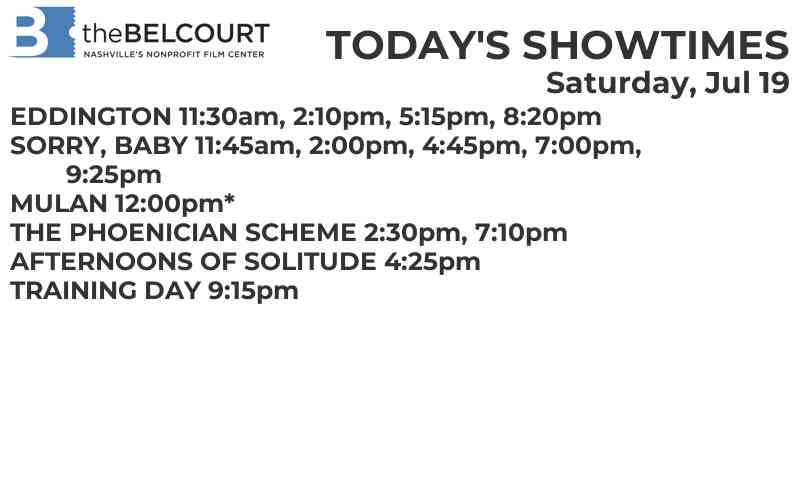 B theBELCOURT
NASHVILLE'S NONPROFIT FILM CENTER
TODAY'S SHOWTIMES
Saturday, Jul 19
EDDINGTON 11:30am, 2:10pm, 5:15pm, 8:20pm
SORRY, BABY 11:45am, 2:00pm, 4:45pm, 7:00pm,
9:25pm
MULAN 12:00pm*
THE PHOENICIAN SCHEME 2:30pm, 7:10pm
AFTERNOONS OF SOLITUDE 4:25pm
TRAINING DAY 9:15pm